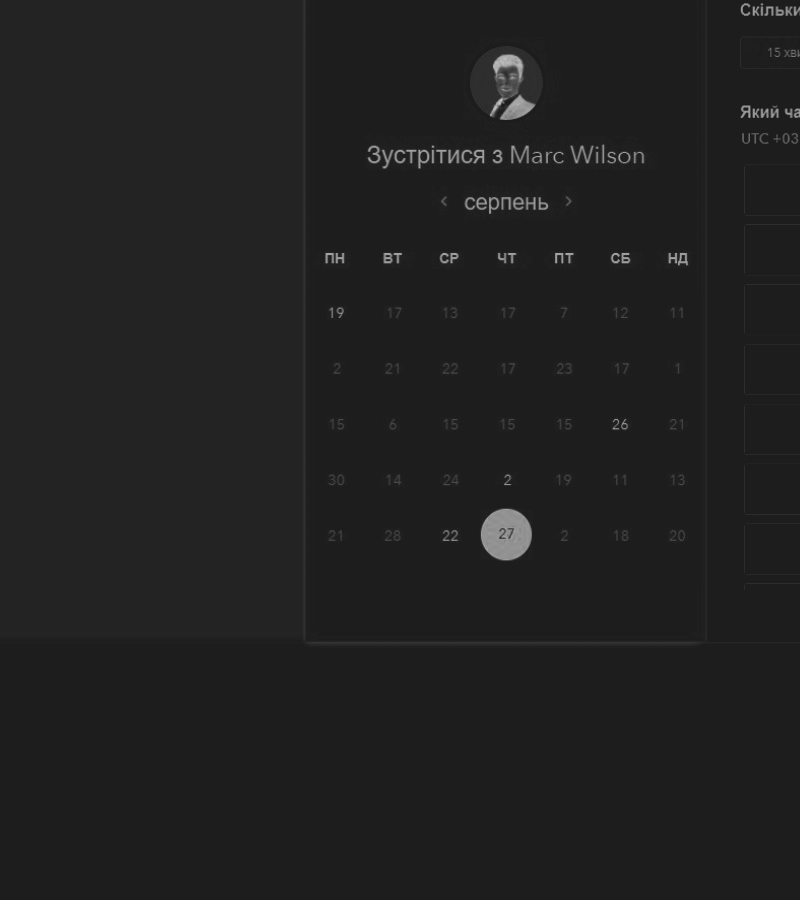 Зустрітися з Marc Wilson
< серпень >
ПН ВТ СР ЧТ ПТ СБ НД
19 17 13 17 7 12 11
2 21 22 17 23 17 1
15 6 15 15 15 26 21
30 14 24 2 19 11 13
21 28 22 27 2 18 20
Скільки
15 хви
Який ча
UTC +03